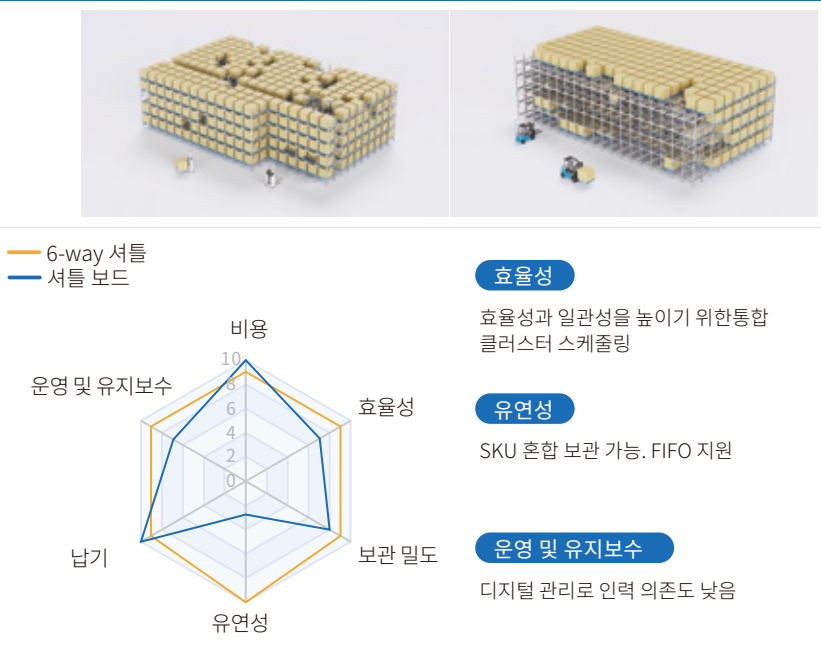 6-way 셔틀
셔틀 보드
비용
운영 및 유지보수
효율성
10
8
6
4
2
0
납기
보관 밀도
유연성
효율성
효율성과 일관성을 높이기 위한통합
클러스터 스케줄링
유연성
SKU 혼합 보관 가능. FIFO 지원
운영 및 유지보수
디지털 관리로 인력 의존도 낮음